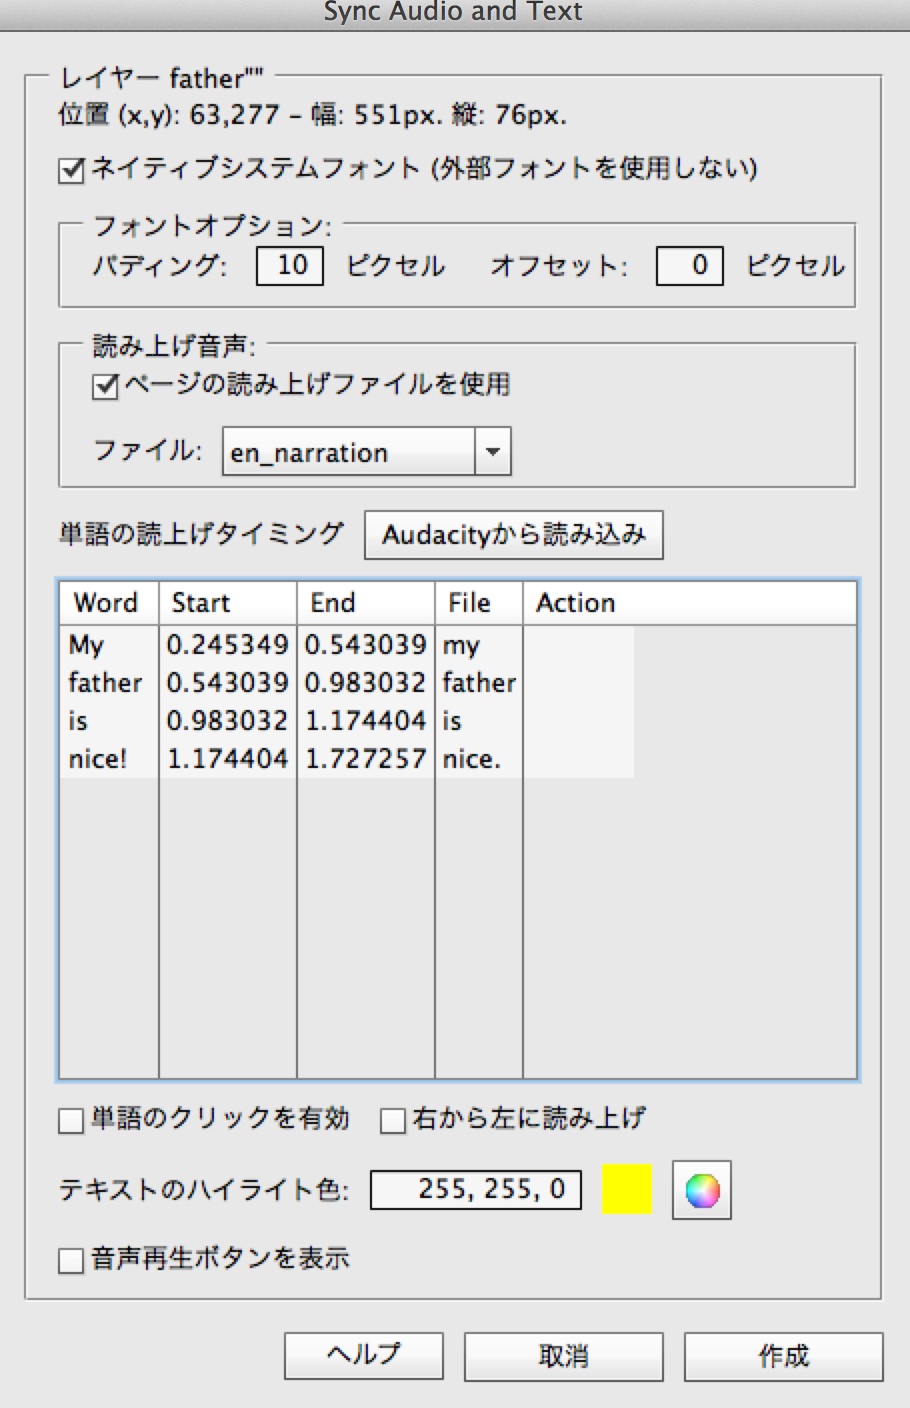 Sync Audio and Text
レイヤー father""
位置 (x,y): 63,277 – 幅: 551px. 縦: 76px.
ネイティブシステムフォント (外部フォントを使用しない)
フォントオプション:
パディング: 10 ピクセル オフセット: 0 ピクセル
読み上げ音声:
ページの読み上げファイルを使用
ファイル: en_narration
単語の読上げタイミング Audacityから読み込み
Word Start End File Action
My 0.245349 0.543039 my
father 0.543039 0.983032 father
is 0.983032 1.174404 is
nice! 1.174404 1.727257 nice.
単語のクリックを有効 右から左に読み上げ
テキストのハイライト色: 255, 255, 0
音声再生ボタンを表示
ヘルプ 取消 作成